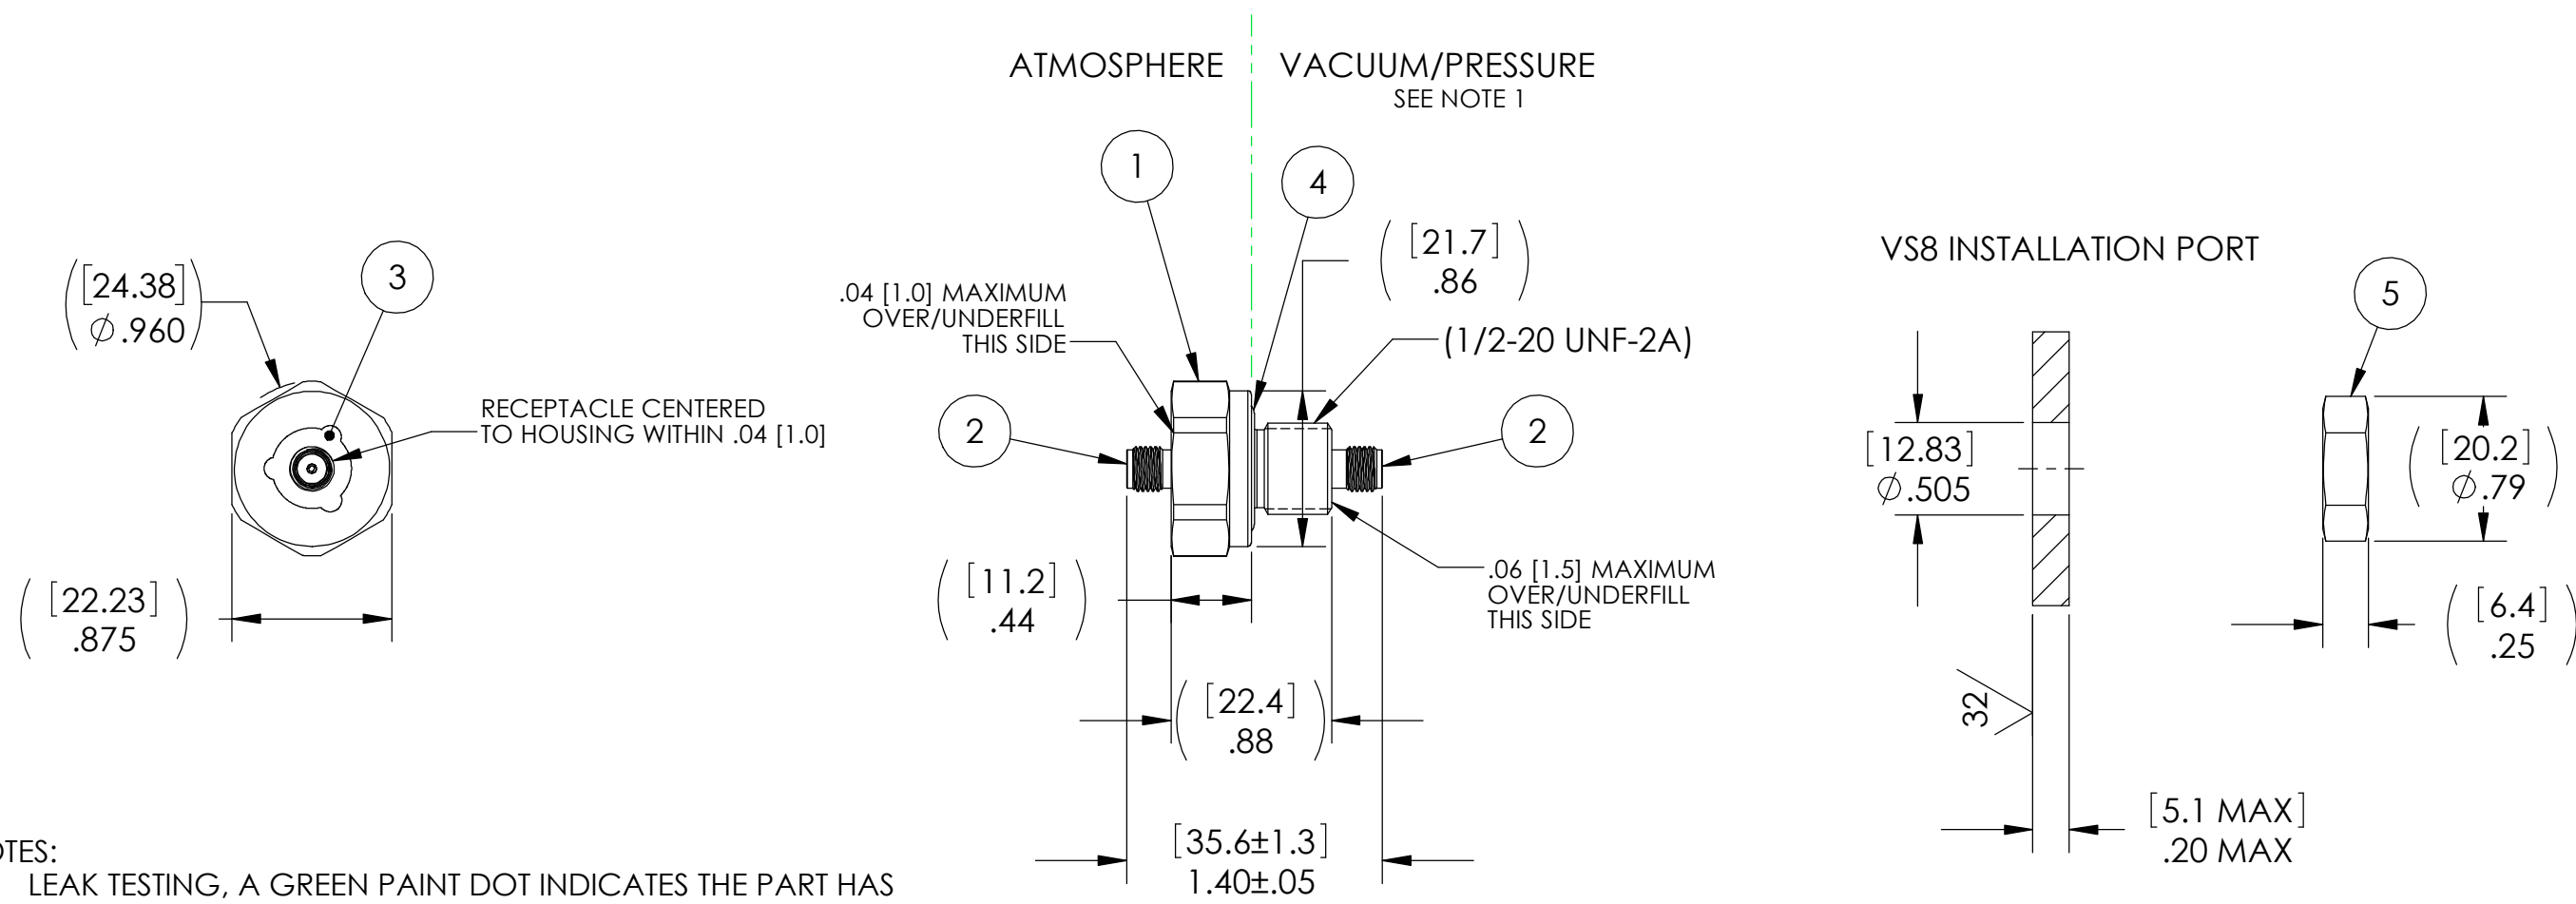 ATMOSPHERE
VACUUM/PRESSURE
SEE NOTE 1
1
4
[21.7]
.86
VS8 INSTALLATION PORT
5
[24.38]
∅.960
3
.04 [1.0] MAXIMUM
OVER/UNDERFILL
THIS SIDE
(1/2-20 UNF-2A)
RECEPTACLE CENTERED
TO HOUSING WITHIN .04 [1.0]
2
2
[12.83]
∅.505
[20.2]
∅.79
[22.23]
.875
[11.2]
.44
.06 [1.5] MAXIMUM
OVER/UNDERFILL
THIS SIDE
[6.4]
.25
[22.4]
.88
32
[35.6±1.3]
1.40±.05
[5.1 MAX]
.20 MAX
OTES:
LEAK TESTING, A GREEN PAINT DOT INDICATES THE PART HAS